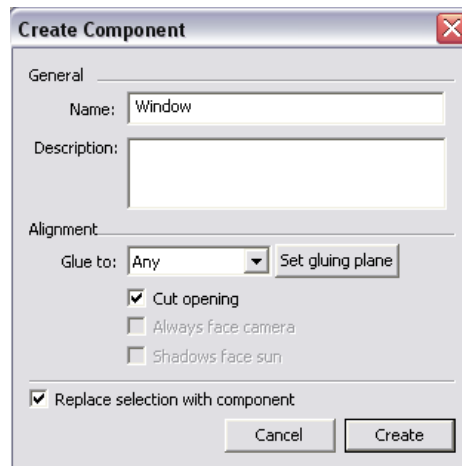 Create Component
General
Name: Window
Description:
Alignment
Glue to: Any Set gluing plane
Cut opening
Always face camera
Shadows face sun
Replace selection with component
Cancel Create